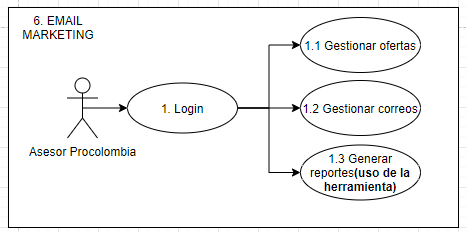 6. EMAIL
MARKETING
1.1 Gestionar ofertas
1. Login
1.2 Gestionar correos
Asesor Procolombia
1.3 Generar
reportes(uso de la
herramienta)